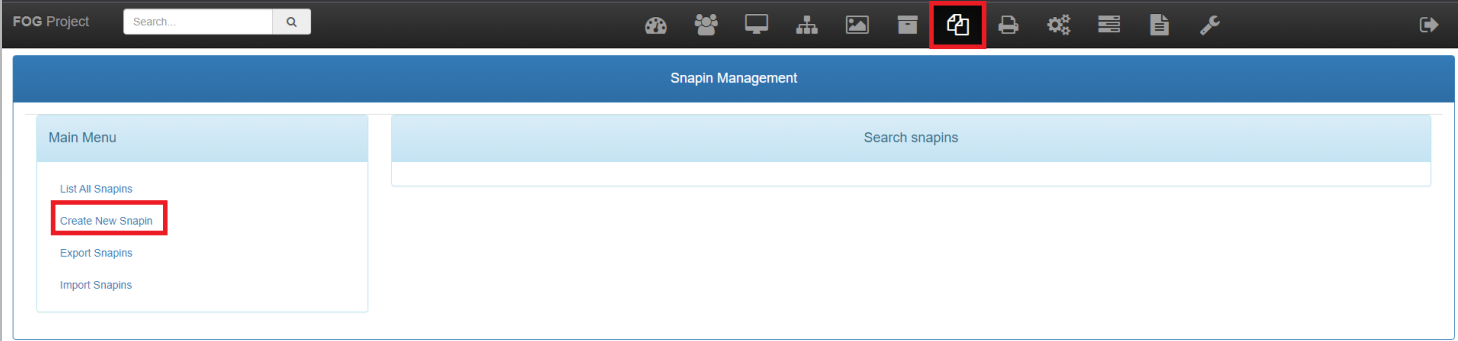 FOG Project
Search...
Snapin Management
Main Menu
Search snapins
List All Snapins
Create New Snapin
Export Snapins
Import Snapins